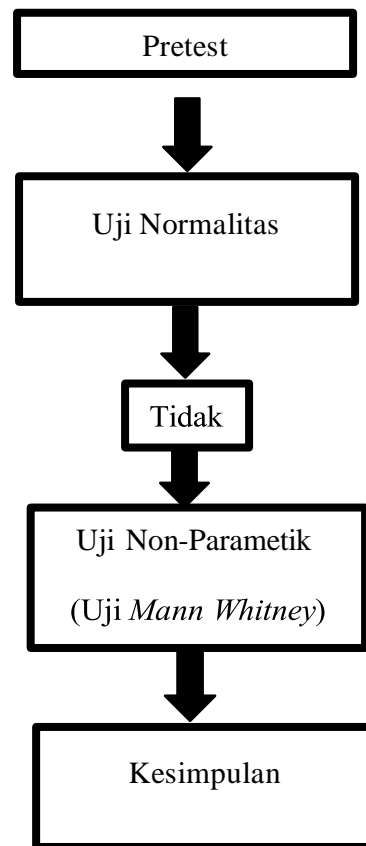 Pretest
Uji Normalitas
Tidak
Uji Non-Parametik
(Uji Mann Whitney)
Kesimpulan